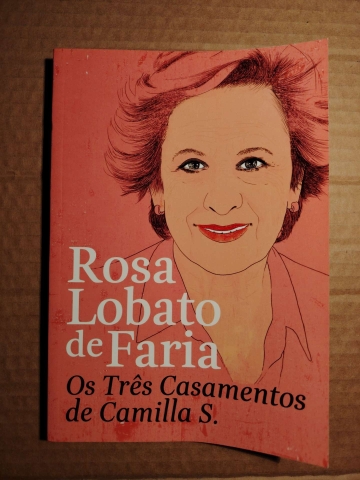 Rosa
Lobato
de Faria
Os Três Casamentos
de Camilla S.